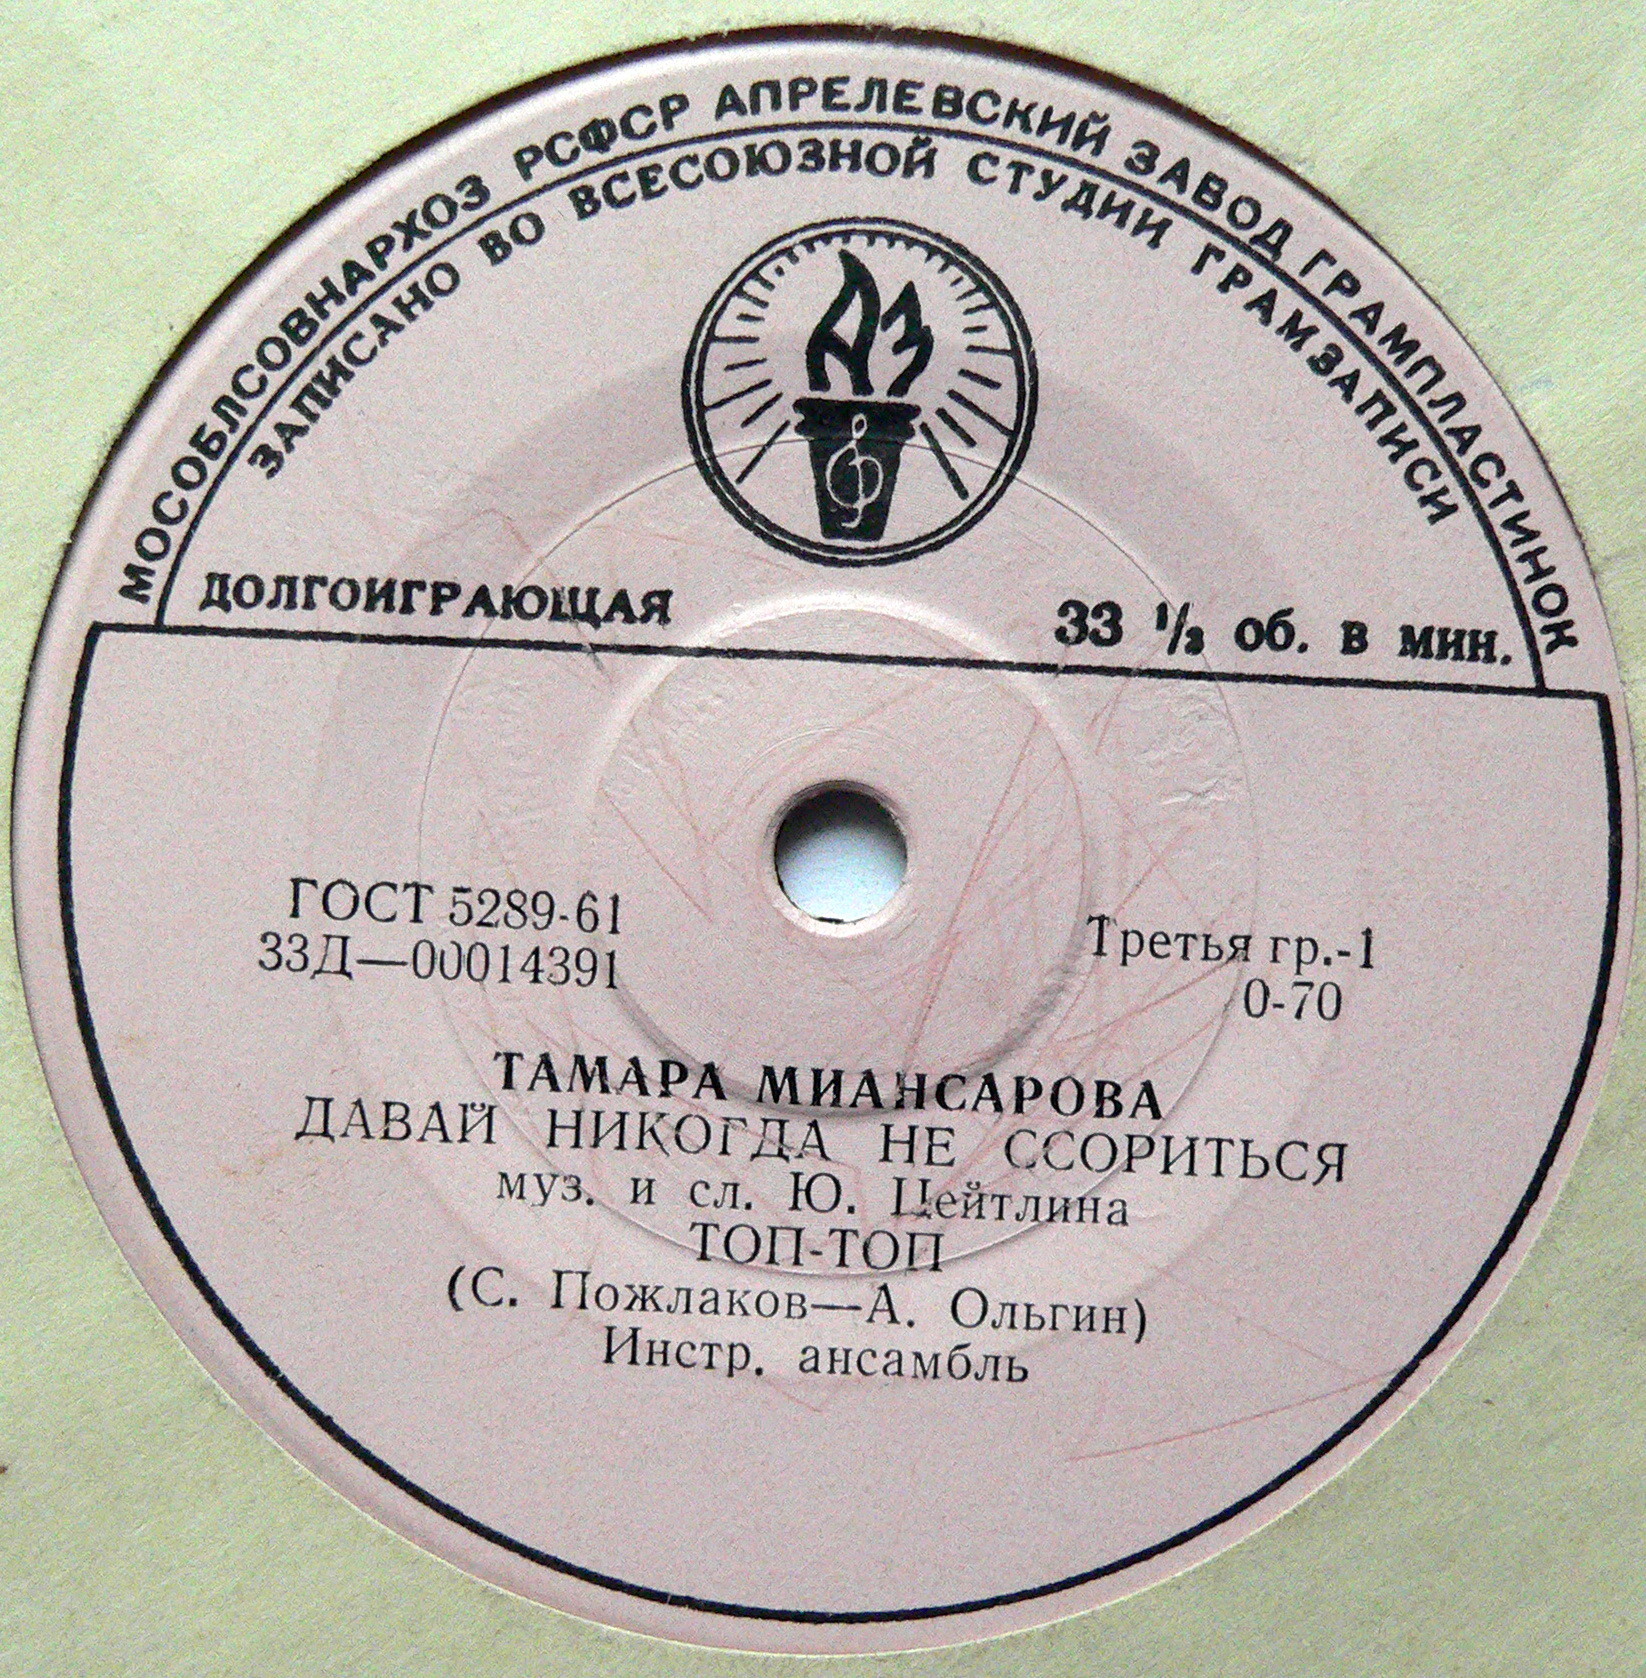 МОСОБЛСОВНАРХОЗ РСФСР АПРЕЛЕВСКИЙ ЗАВОД ГРАМПЛАСТИНОК
ЗАПИСАНО ВО ВСЕСОЮЗНОЙ СТУДИИ ГРАМЗАПИСИ
АЗ
ДОЛГОИГРАЮЩАЯ
33 1/3 об. в мин.
ГОСТ 5289-61
33Д—00014391
Третья гр.-1
0-70
ТАМАРА МИАНСАРОВА
ДАВАЙ НИКОГДА НЕ ССОРИТЬСЯ
муз. и сл. Ю. Цейтлина
ТОП-ТОП
(С. Пожлаков—А. Ольгин)
Инстр. ансамбль